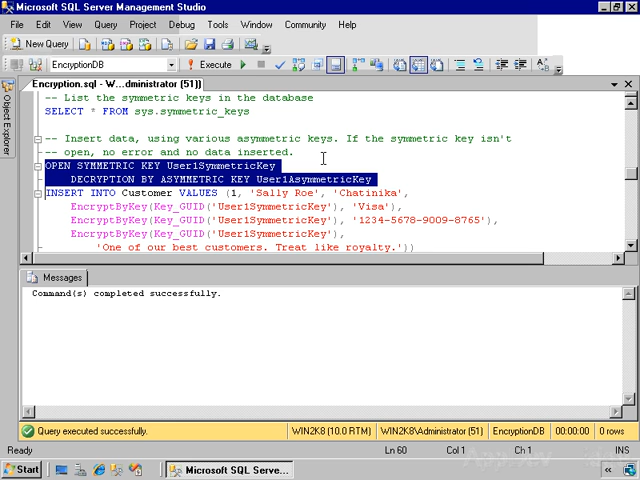 Microsoft SQL Server Management Studio
File Edit View Query Project Debug Tools Window Community Help
New Query
EncryptionDB Execute
Object Explorer
Encryption.sql - W...dministrator (51))
-- List the symmetric keys in the database
SELECT * FROM sys.symmetric_keys
-- Insert data, using various asymmetric keys. If the symmetric key isn't
-- open, no error and no data inserted.
OPEN SYMMETRIC KEY User1SymmetricKey
DECRYPTION BY ASYMMETRIC KEY User1AsymmetricKey
INSERT INTO Customer VALUES (1, 'Sally Roe', 'Chatinika',
EncryptByKey(Key_GUID('User1SymmetricKey'), 'Visa'),
EncryptByKey(Key_GUID('User1SymmetricKey'), '1234-5678-9009-8765'),
EncryptByKey(Key_GUID('User1SymmetricKey'),
'One of our best customers. Treat like royalty.'))
Messages
Command(s) completed successfully.
Query executed successfully. WIN2K8 (10.0 RTM) WIN2K8\Administrator (51) EncryptionDB 00:00:00 0 rows
Ready Ln 60 Col 1 Ch 1 INS
Start Microsoft SQL Serve...